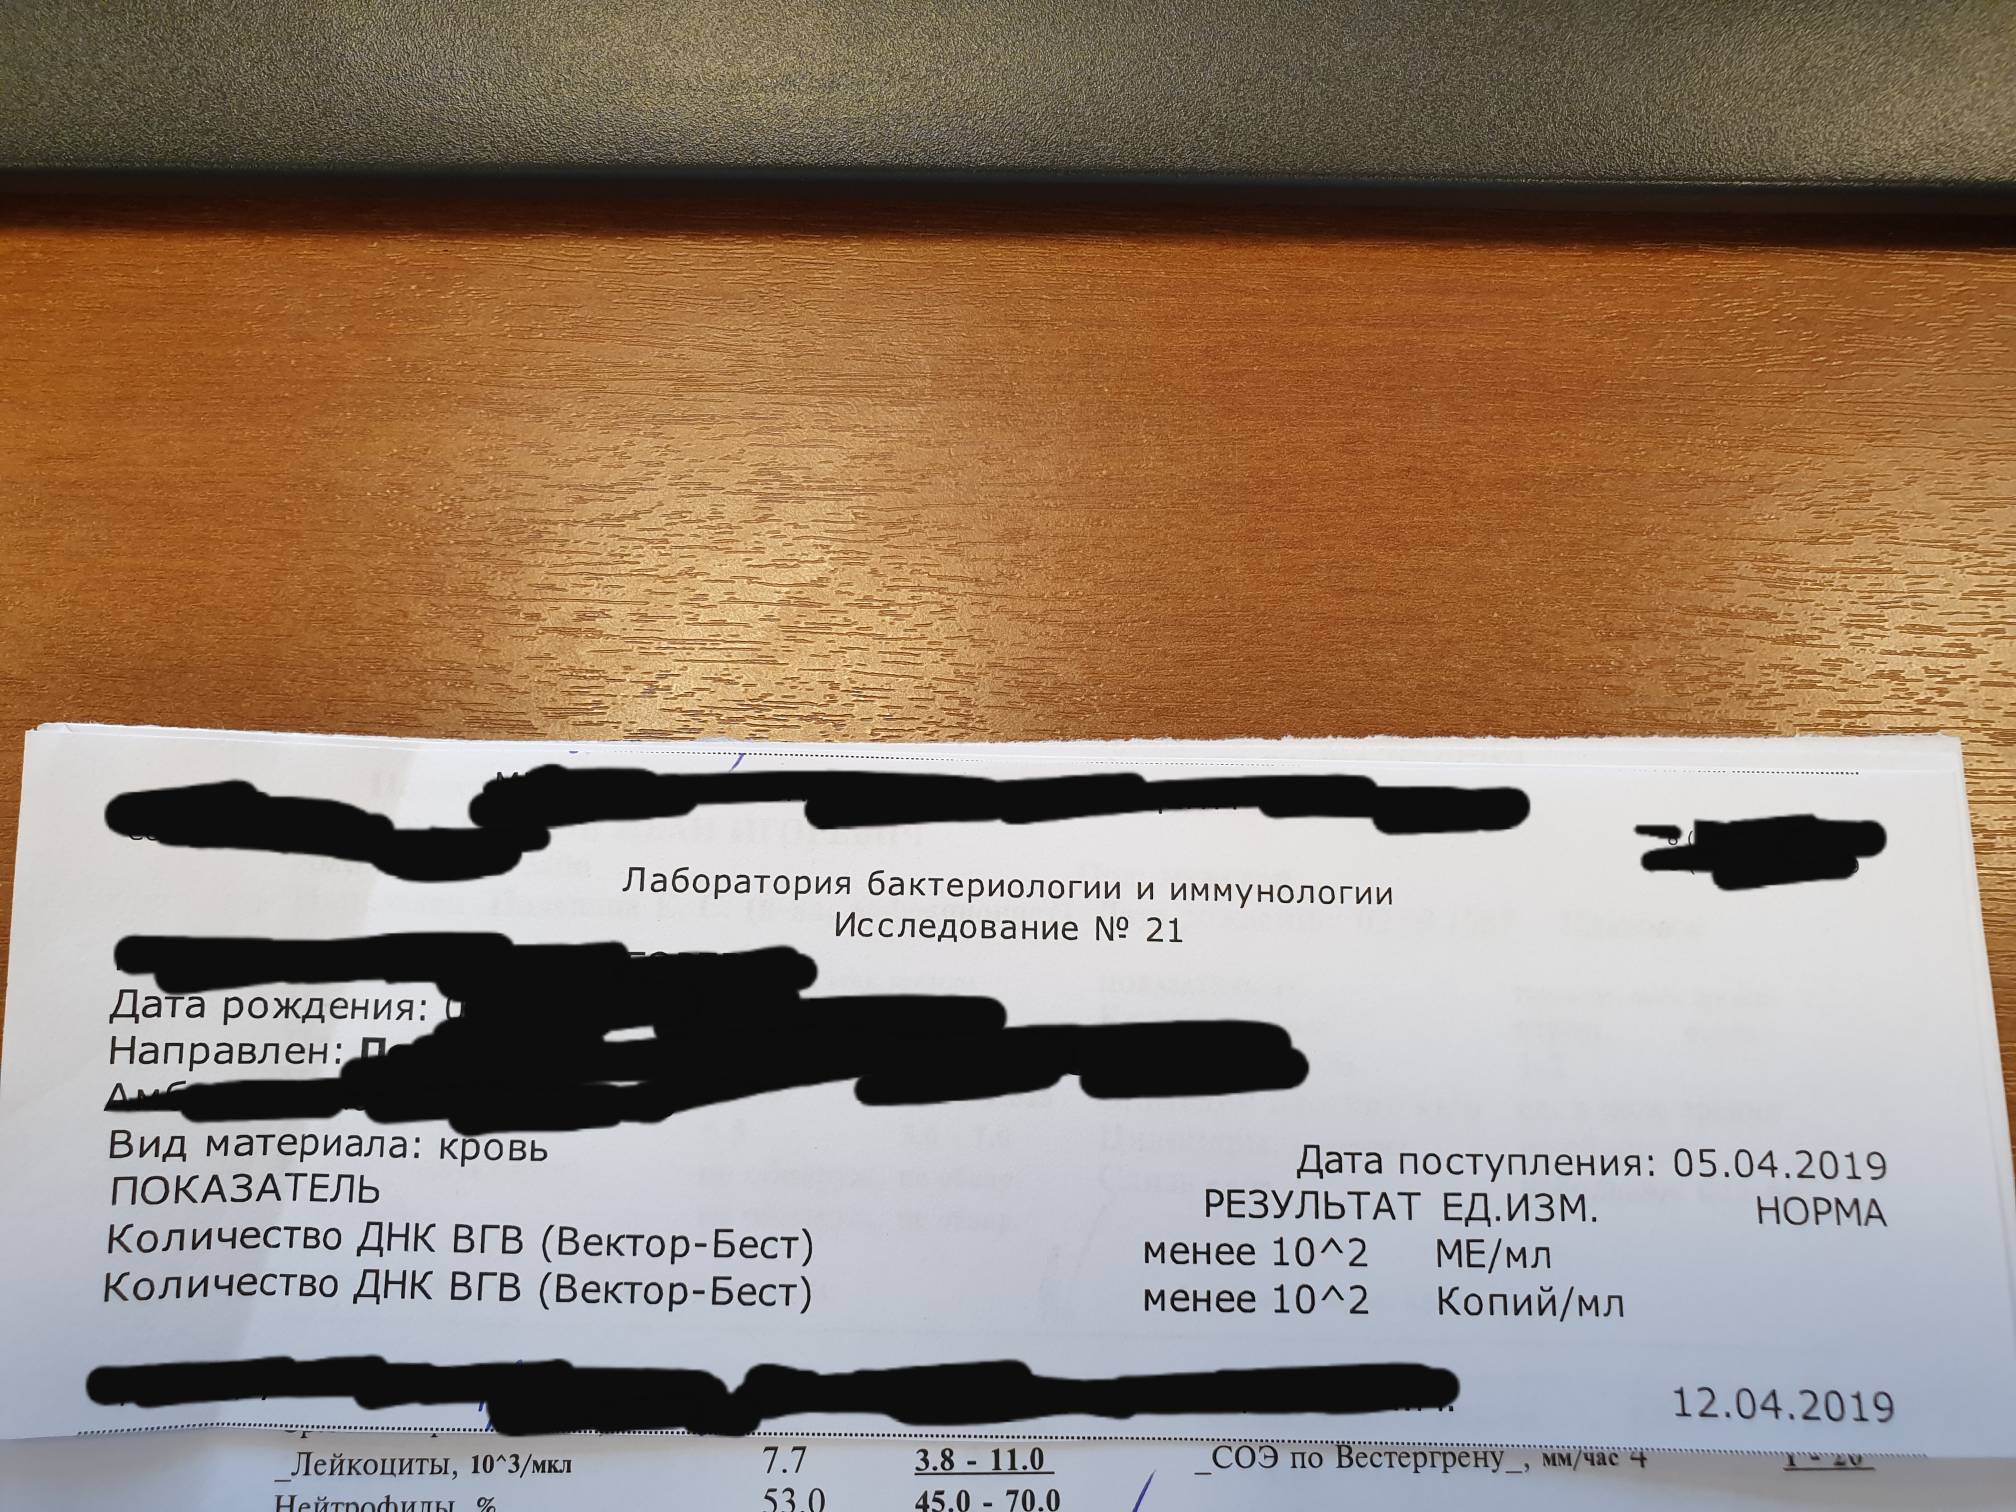 Лаборатория бактериологии и иммунологии
Исследование № 21
Дата рождения:
Направлен:
Вид материала: кровь
Дата поступления: 05.04.2019
ПОКАЗАТЕЛЬ РЕЗУЛЬТАТ ЕД.ИЗМ. НОРМА
Количество ДНК ВГВ (Вектор-Бест) менее 10^2 МЕ/мл
Количество ДНК ВГВ (Вектор-Бест) менее 10^2 Копий/мл
12.04.2019
_Лейкоциты, 10^3/мкл 7.7 3.8 - 11.0 _СОЭ по Вестергрену_, мм/час 4
Нейтрофилы, % 53.0 45.0 - 70.0